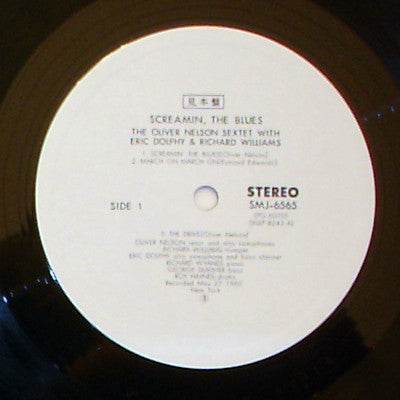 見本盤
SCREAMIN, THE BLUES
THE OLIVER NELSON SEXTET WITH
ERIC DOLPHY & RICHARD WILLIAMS
1. SCREAMIN' THE BLUES(Oliver Nelson)
2. MARCH ON MARCH ON(Esmond Edwards)
SIDE 1
STEREO
SMJ-6565
3. THE DRIVE(Oliver Nelson)
OLIVER NELSON tenor and alto saxophones
RICHARD WILLIAMS trumpet
ERIC DOLPHY alto saxophone and bass clarinet
RICHARD WYANDS piano
GEORGE DUVIVIER bass
ROY HAYNES drums
Recorded May 27 1960
New York